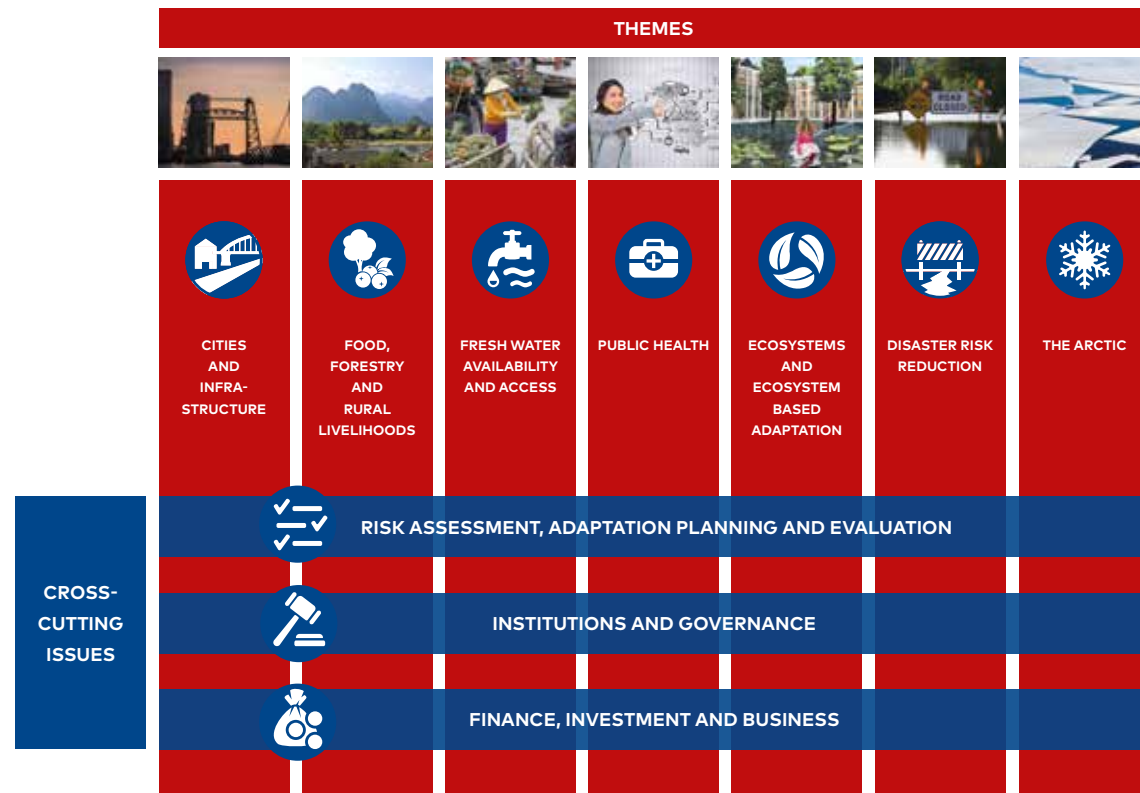 THEMES
ROAD
CLOSED
CITIES
AND
INFRA-
STRUCTURE
FOOD,
FORESTRY
AND
RURAL
LIVELIHOODS
FRESH WATER
AVAILABILITY
AND ACCESS
PUBLIC HEALTH
ECOSYSTEMS
AND
ECOSYSTEM
BASED
ADAPTATION
DISASTER RISK
REDUCTION
THE ARCTIC
CROSS-
CUTTING
ISSUES
RISK ASSESSMENT, ADAPTATION PLANNING AND EVALUATION
INSTITUTIONS AND GOVERNANCE
FINANCE, INVESTMENT AND BUSINESS